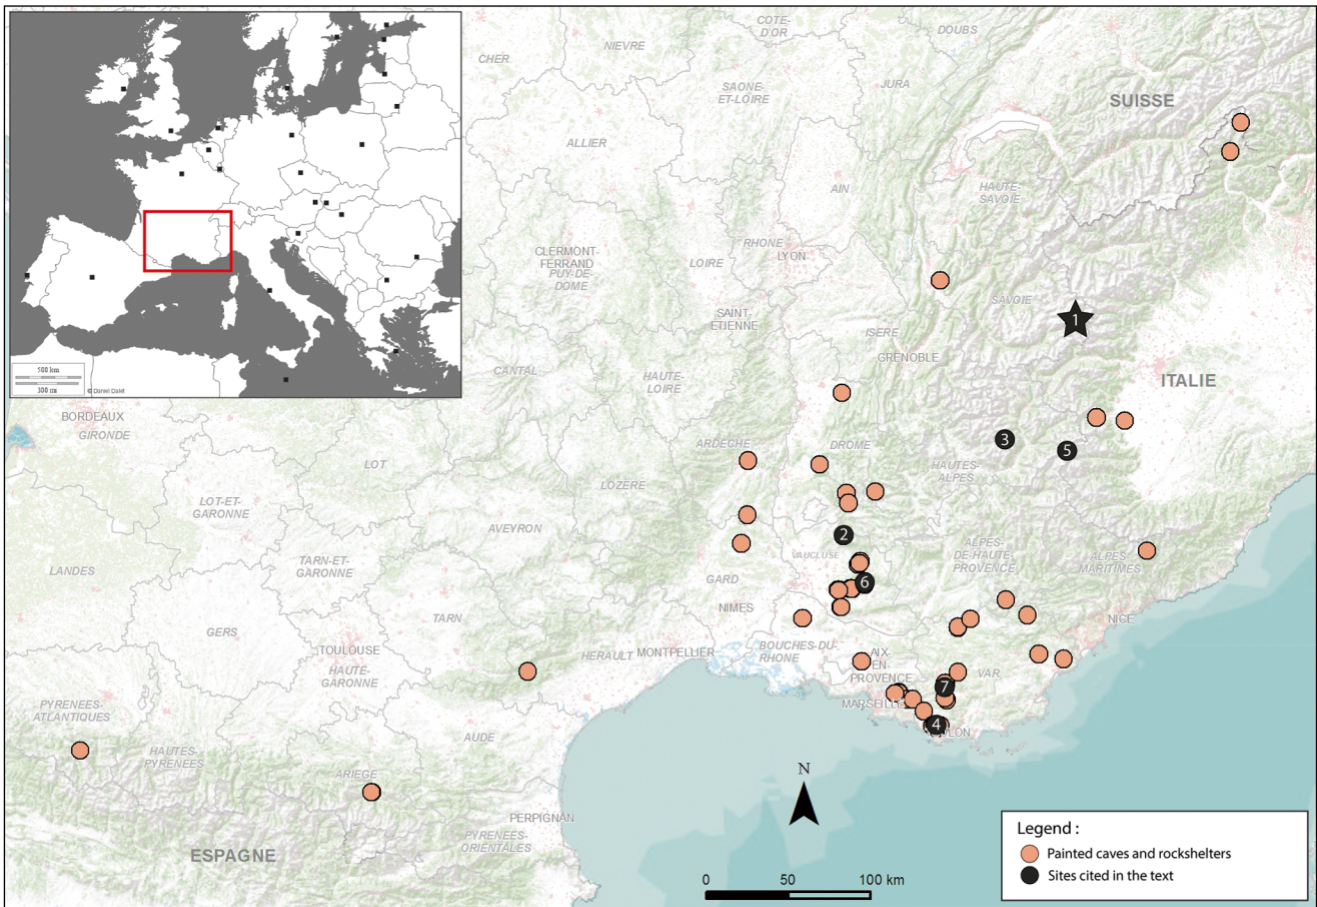 500 km
300 mi
© Daniel Dalet
COTE-
D'OR
DOUBS
NIEVRE
CHER
SAONE-
ET-LOIRE
JURA
SUISSE
ALLIER
AIN
HAUTE-
SAVOIE
CLERMONT-
FERRAND
PUY-DE-
DOME
RHONE
LOIRE
LYON
SAVOIE
1
SAINT-
ETIENNE
ISERE
GRENOBLE
CANTAL
HAUTE-
LOIRE
ITALIE
BORDEAUX
GIRONDE
ARDECHE
DROME
3
5
LOT
LOZERE
HAUTES-
ALPES
LOT-ET-
GARONNE
AVEYRON
2
VAUCLUSE
ALPES-
DE-HAUTE-
PROVENCE
ALPES-
MARITIMES
TARN-ET-
GARONNE
LANDES
GARD
6
NIMES
TARN
GERS
NICE
TOULOUSE
HERAULT
MONTPELLIER
BOUCHES-DU-
RHONE
AIX-
EN-
PROVENCE
HAUTE-
GARONNE
VAR
7
MARSEILLE
PYRENEES-
ATLANTIQUES
4
LON
AUDE
HAUTES-
PYRENEES
ARIEGE
N
PERPIGNAN
PYRENEES-
ORIENTALES
ESPAGNE
0 50 100 km
Legend :
Painted caves and rockshelters
Sites cited in the text